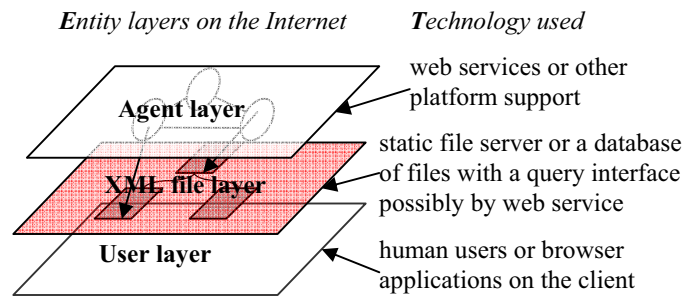 Entity layers on the Internet
Technology used
Agent layer
web services or other
platform support
XML file layer
static file server or a database
of files with a query interface
possibly by web service
User layer
human users or browser
applications on the client